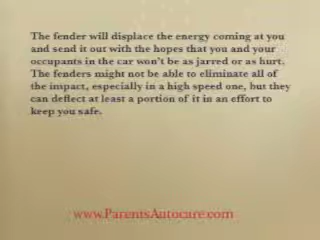 The fender will displace the energy coming at you
and send it out with the hopes that you and your
occupants in the car won't be as jarred or as hurt.
The fenders might not be able to eliminate all of
the impact, especially in a high speed one, but they
can deflect at least a portion of it in an effort to
keep you safe.
www.ParentsAutocare.com